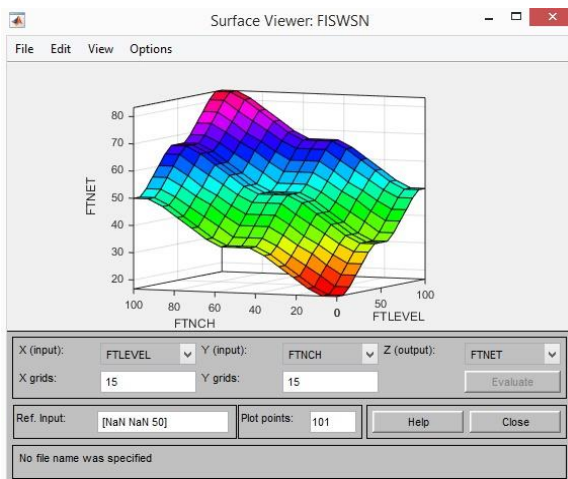 Surface Viewer: FISWSN
File Edit View Options
80
70
60
50
40
30
20
FTNET
100 80 60 40 20 0
FTNCH
0 50 100
FTLEVEL
X (input): FTLEVEL Y (input): FTNCH Z (output): FTNET
X grids: 15 Y grids: 15 Evaluate
Ref. Input: [NaN NaN 50] Plot points: 101 Help Close
No file name was specified